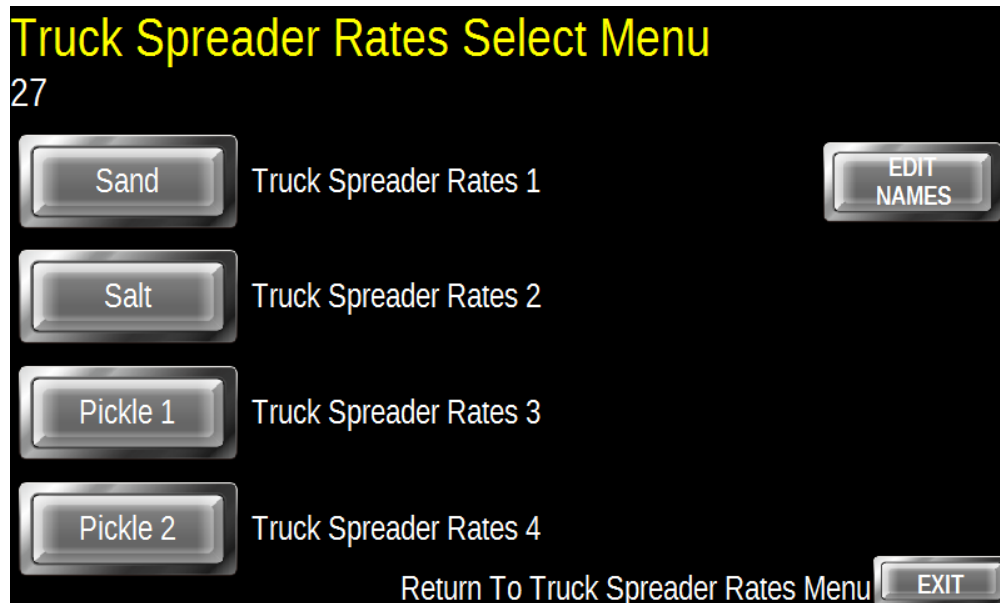 Truck Spreader Rates Select Menu
27
Sand Truck Spreader Rates 1
EDIT
NAMES
Salt Truck Spreader Rates 2
Pickle 1 Truck Spreader Rates 3
Pickle 2 Truck Spreader Rates 4
Return To Truck Spreader Rates Menu EXIT